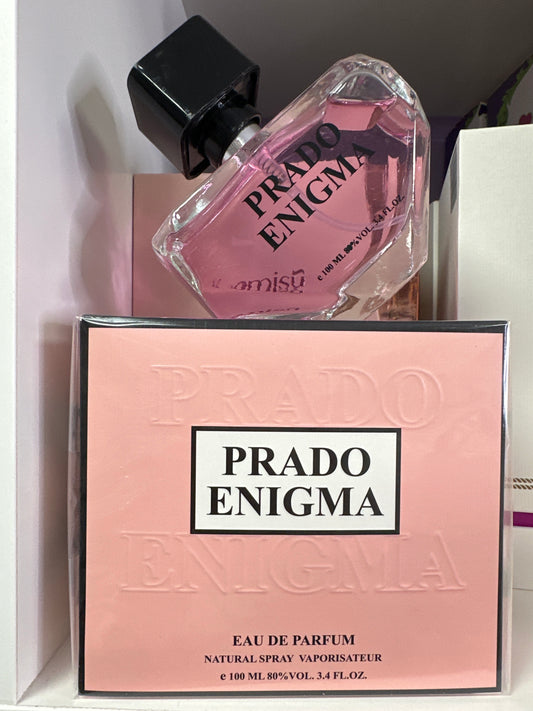 PRADO
ENIGMA
e 100 ML 80%VOL. 3.4 FL.OZ.
PRADO
PRADO
ENIGMA
ENIGMA
EAU DE PARFUM
NATURAL SPRAY VAPORISATEUR
e 100 ML 80%VOL. 3.4 FL.OZ.